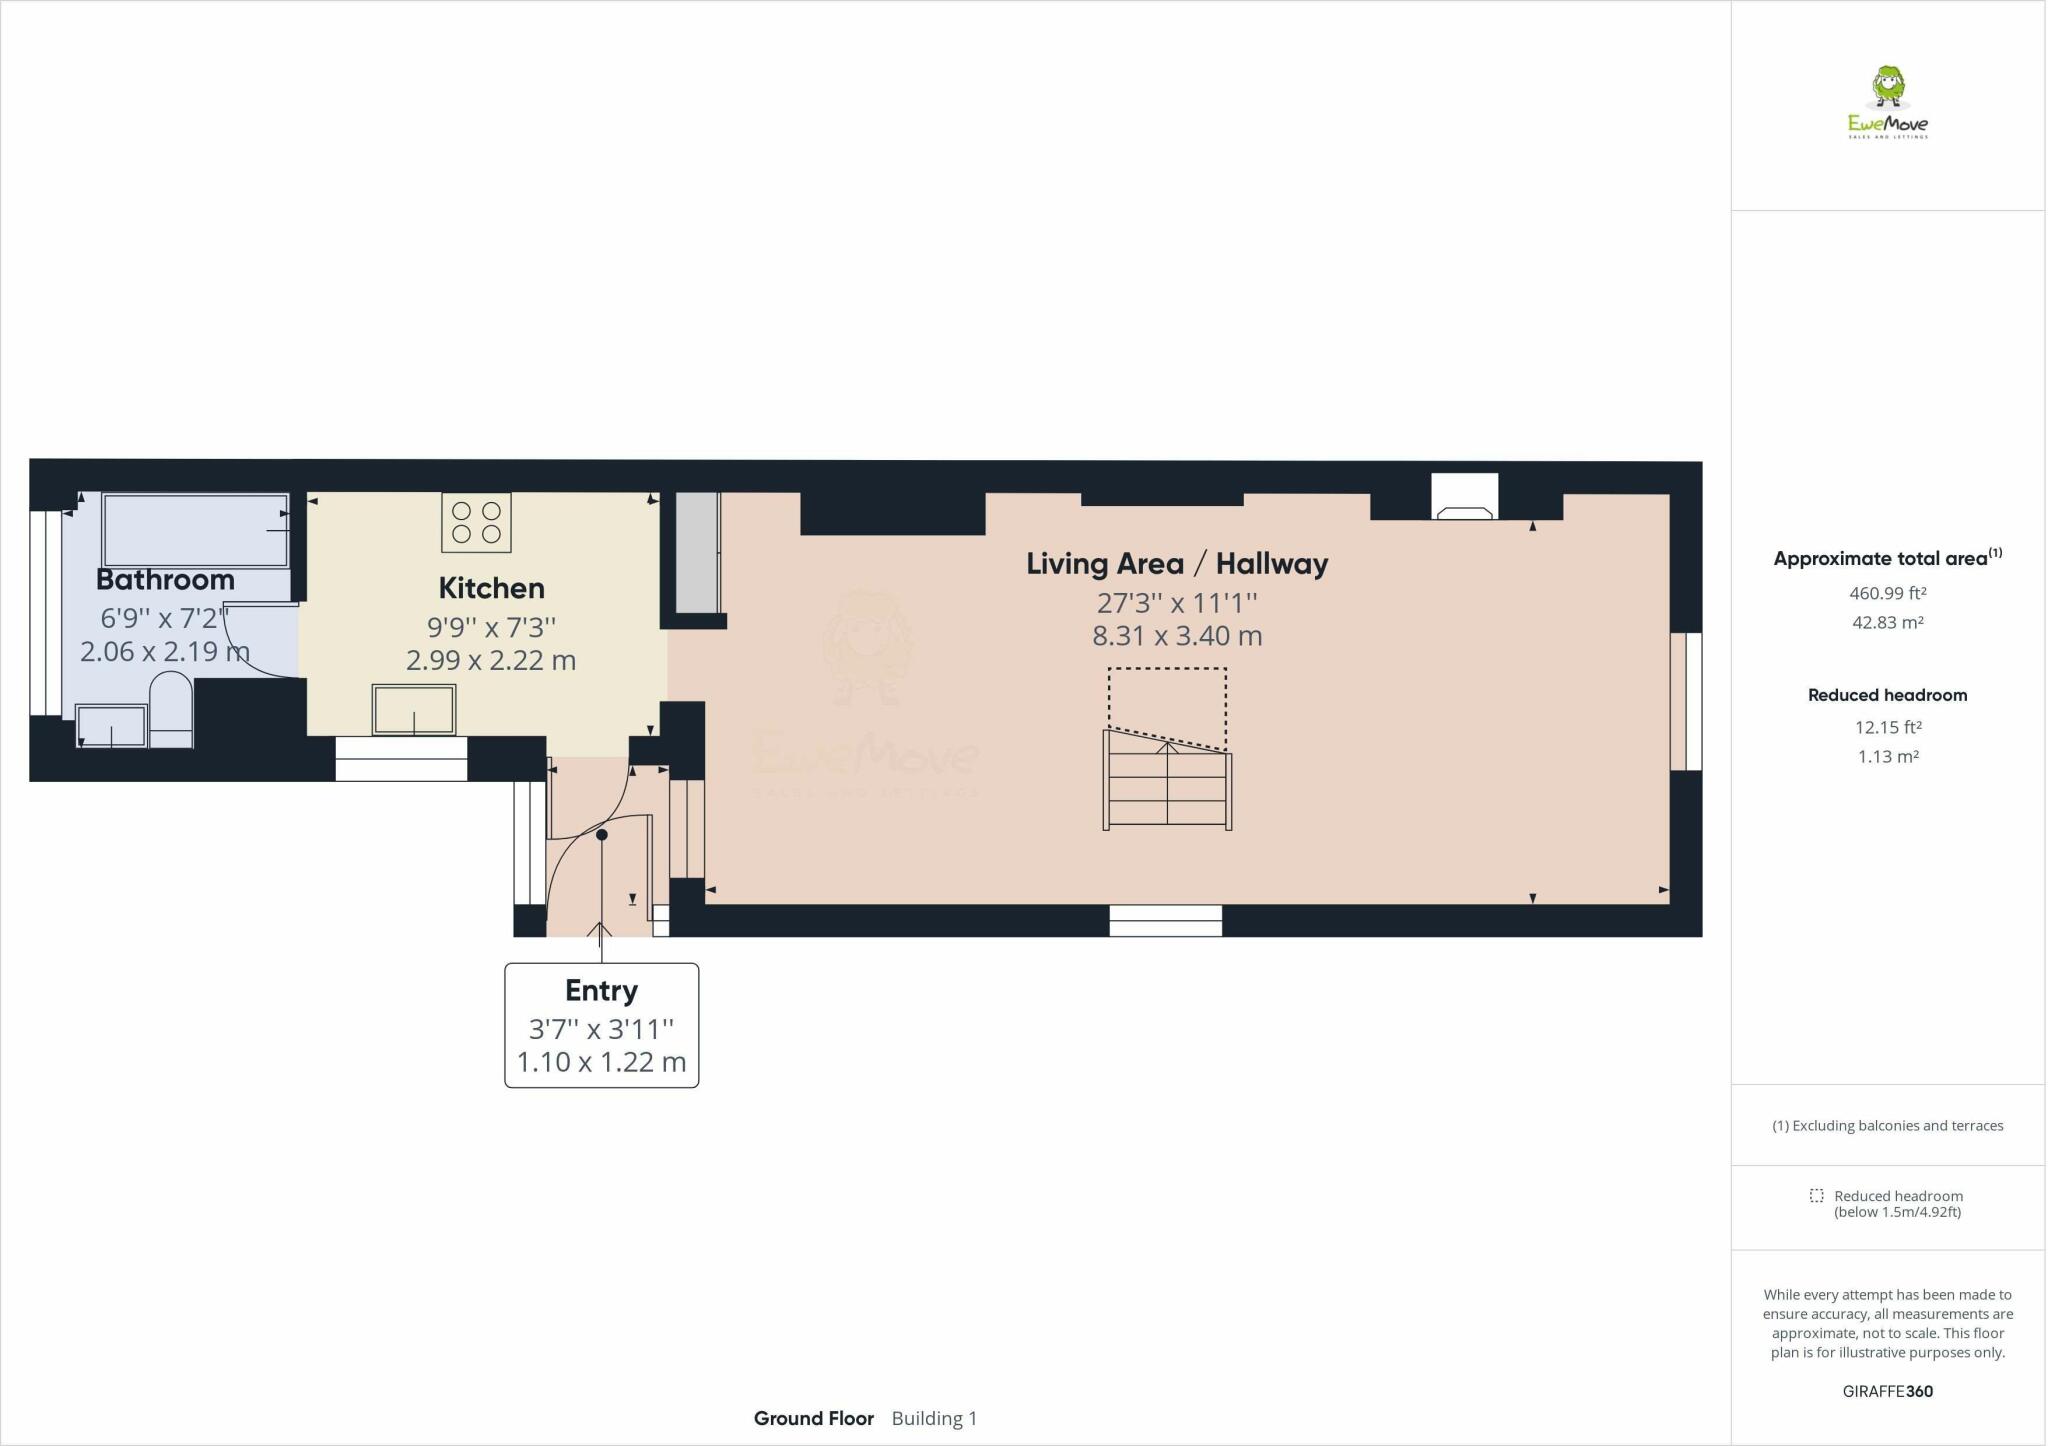 EweMove
SALES AND LETTINGS
Bathroom
6'9'' x 7'2''
2.06 x 2.19 m
Kitchen
9'9'' x 7'3''
2.99 x 2.22 m
Living Area / Hallway
27'3'' x 11'1''
8.31 x 3.40 m
EweMove
SALES AND LETTINGS
Entry
3'7'' x 3'11''
1.10 x 1.22 m
Approximate total area(1)
460.99 ft²
42.83 m²
Reduced headroom
12.15 ft²
1.13 m²
(1) Excluding balconies and terraces
Reduced headroom
(below 1.5m/4.92ft)
While every attempt has been made to
ensure accuracy, all measurements are
approximate, not to scale. This floor
plan is for illustrative purposes only.
GIRAFFE360
Ground Floor Building 1